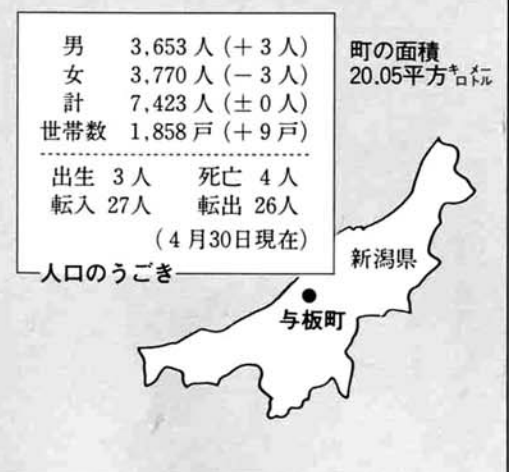 男 3,653人(+3人)
女 3,770人(−3人)
計 7,423人(±0人)
世帯数 1,858戸(+9戸)
出生 3人 死亡 4人
転入 27人 転出 26人
(4月30日現在)
人口のうごき
町の面積
20.05平方キロメートル
新潟県
与板町